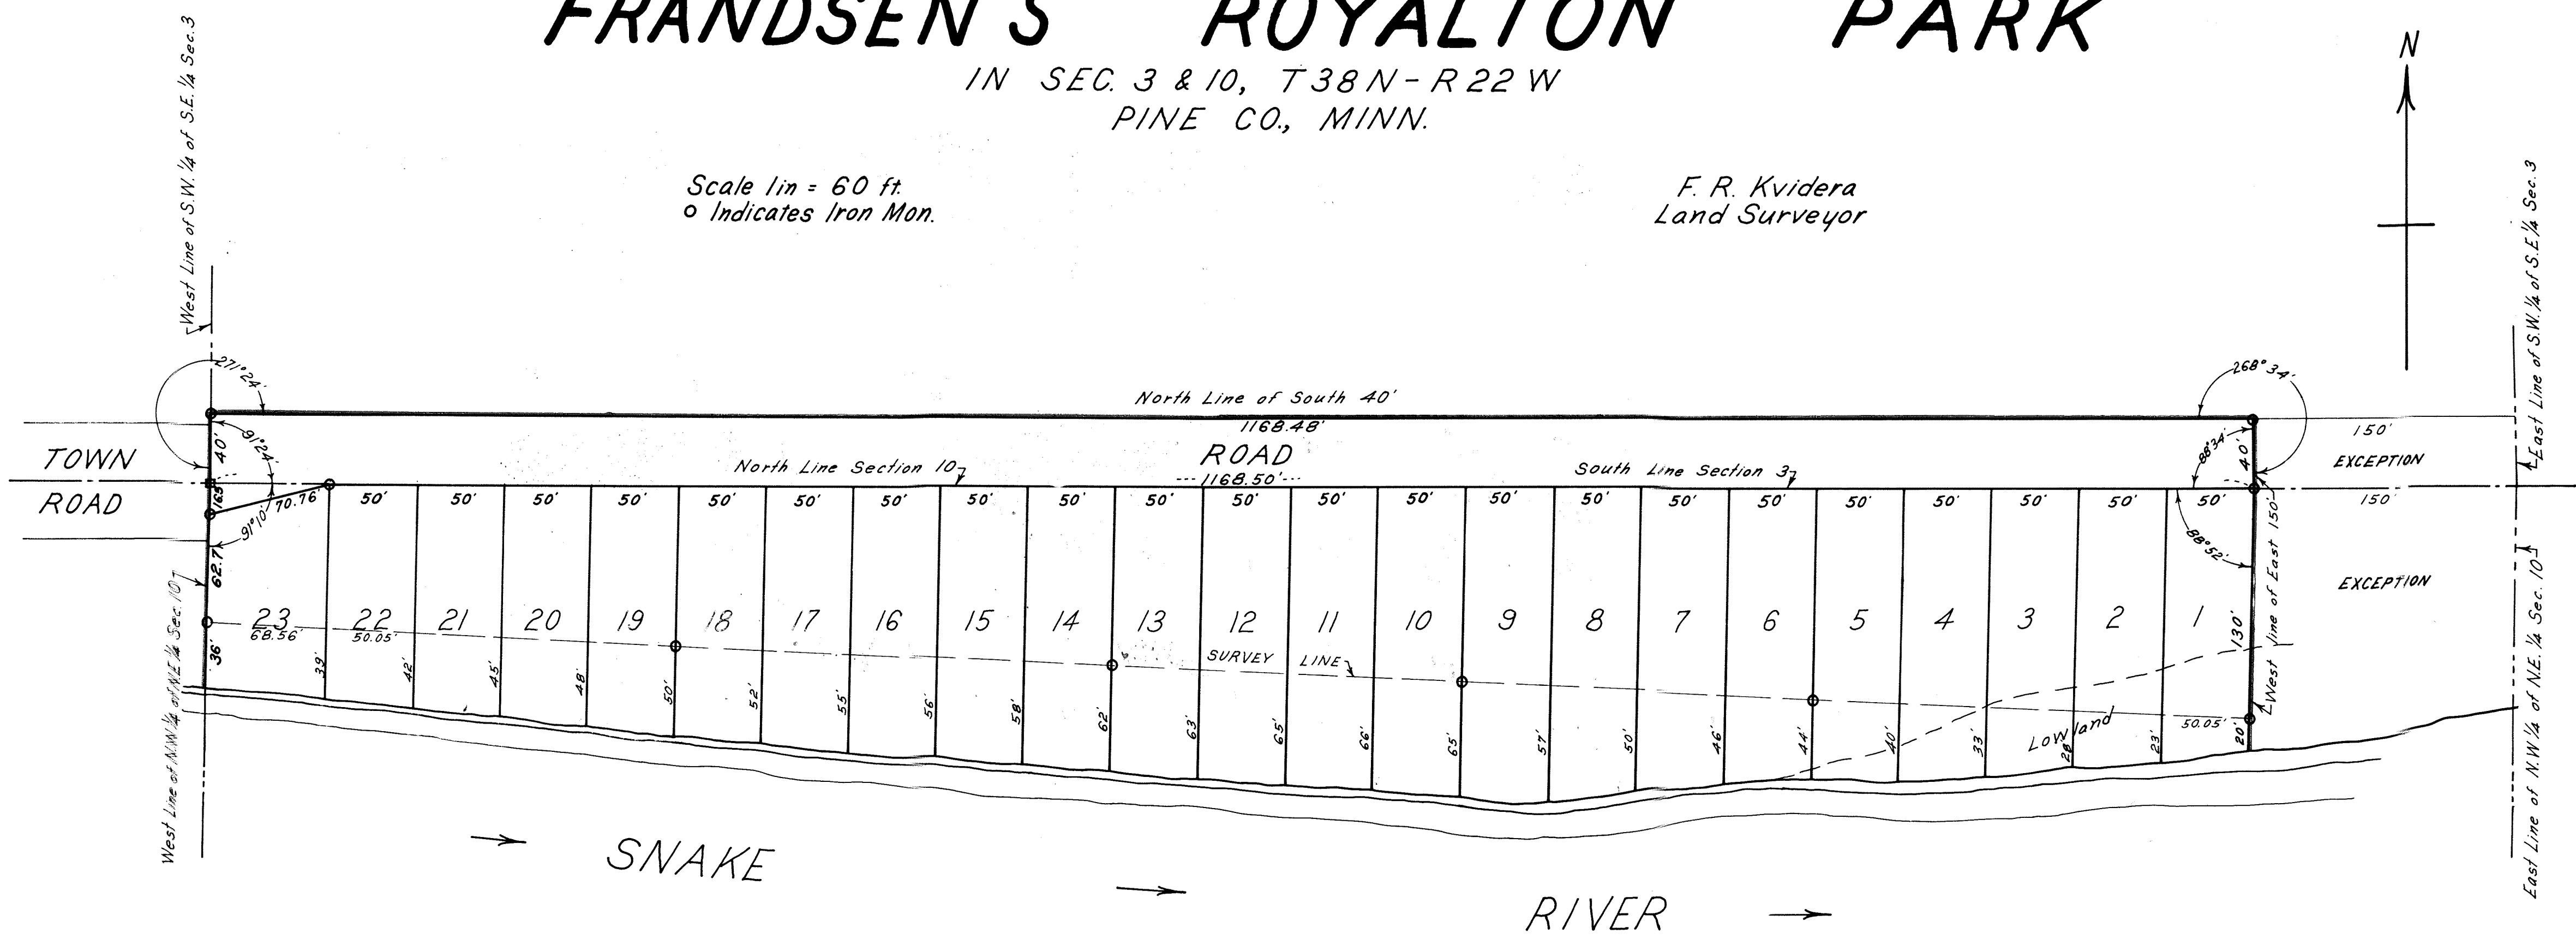 FRANDSEN'S ROYALTON PARK
IN SEC. 3 & 10, T38N-R22W
PINE CO., MINN.
N
Scale 1in = 60 ft.
o Indicates Iron Mon.
F. R. Kvidera
Land Surveyor
West Line of S.W. 1/4 of S.E. 1/4 Sec. 3
East Line of S.W. 1/4 of S.E 1/4 Sec. 3
271°24'
268°34'
North Line of South 40'
1168.48'
TOWN
ROAD
40'
91°24'
ROAD
North Line Section 10
South Line Section 3
1168.50'
88°34'
40'
150'
EXCEPTION
16.5'
70.76'
91°10'
50' 50' 50' 50' 50' 50' 50' 50' 50' 50' 50' 50' 50' 50' 50' 50' 50' 50' 50' 50' 50' 50'
150'
88°52'
62.7
EXCEPTION
23 22 21 20 19 18 17 16 15 14 13 12 11 10 9 8 7 6 5 4 3 2 1
68.56' 50.05'
130'
SURVEY LINE
36' 39' 42' 45' 48' 50' 52' 55' 56' 58' 62' 63' 65' 66' 65' 57' 50' 46' 44' 40' 33' 23' 20'
Lowland
50.05'
West line of East 150'
West Line of N.W. 1/4 of N.E. 1/4 Sec. 10
East Line of N.W 1/4 of N.E. 1/4 Sec. 10
SNAKE
RIVER